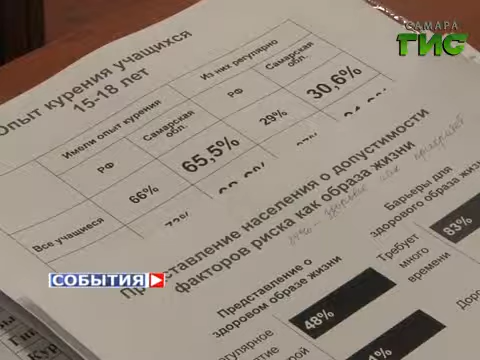 САМАРА
ГИС
Опыт курения учащихся
15-18 лет
Имели опыт курения
Из них регулярно
РФ
Самарская
обл.
РФ
Самарская
обл.
Все учащиеся
66%
65,5%
29%
30,6%
Представление населения о допустимости
факторов риска как образа жизни
Представление о
здоровом образе жизни
Барьеры для
здорового образа жизни
48%
Требует
много
времени
83%
СОБЫТИЯ